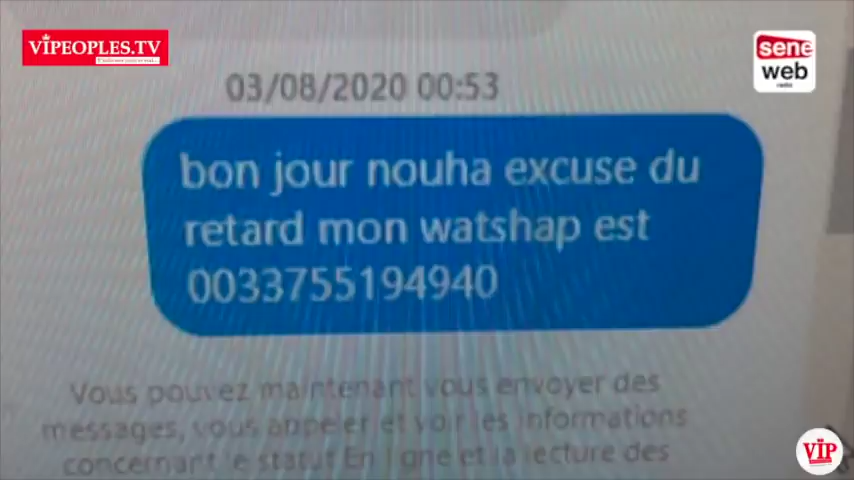 VIPEOPLES.TV
sene
web
radio
03/08/2020 00:53
bon jour nouha excuse du
retard mon watshap est
0033755194940
Vous pouvez maintenant vous envoyer des
messages, vous appeler et voir les informations
concernant le statut En ligne et la lecture des
VIP